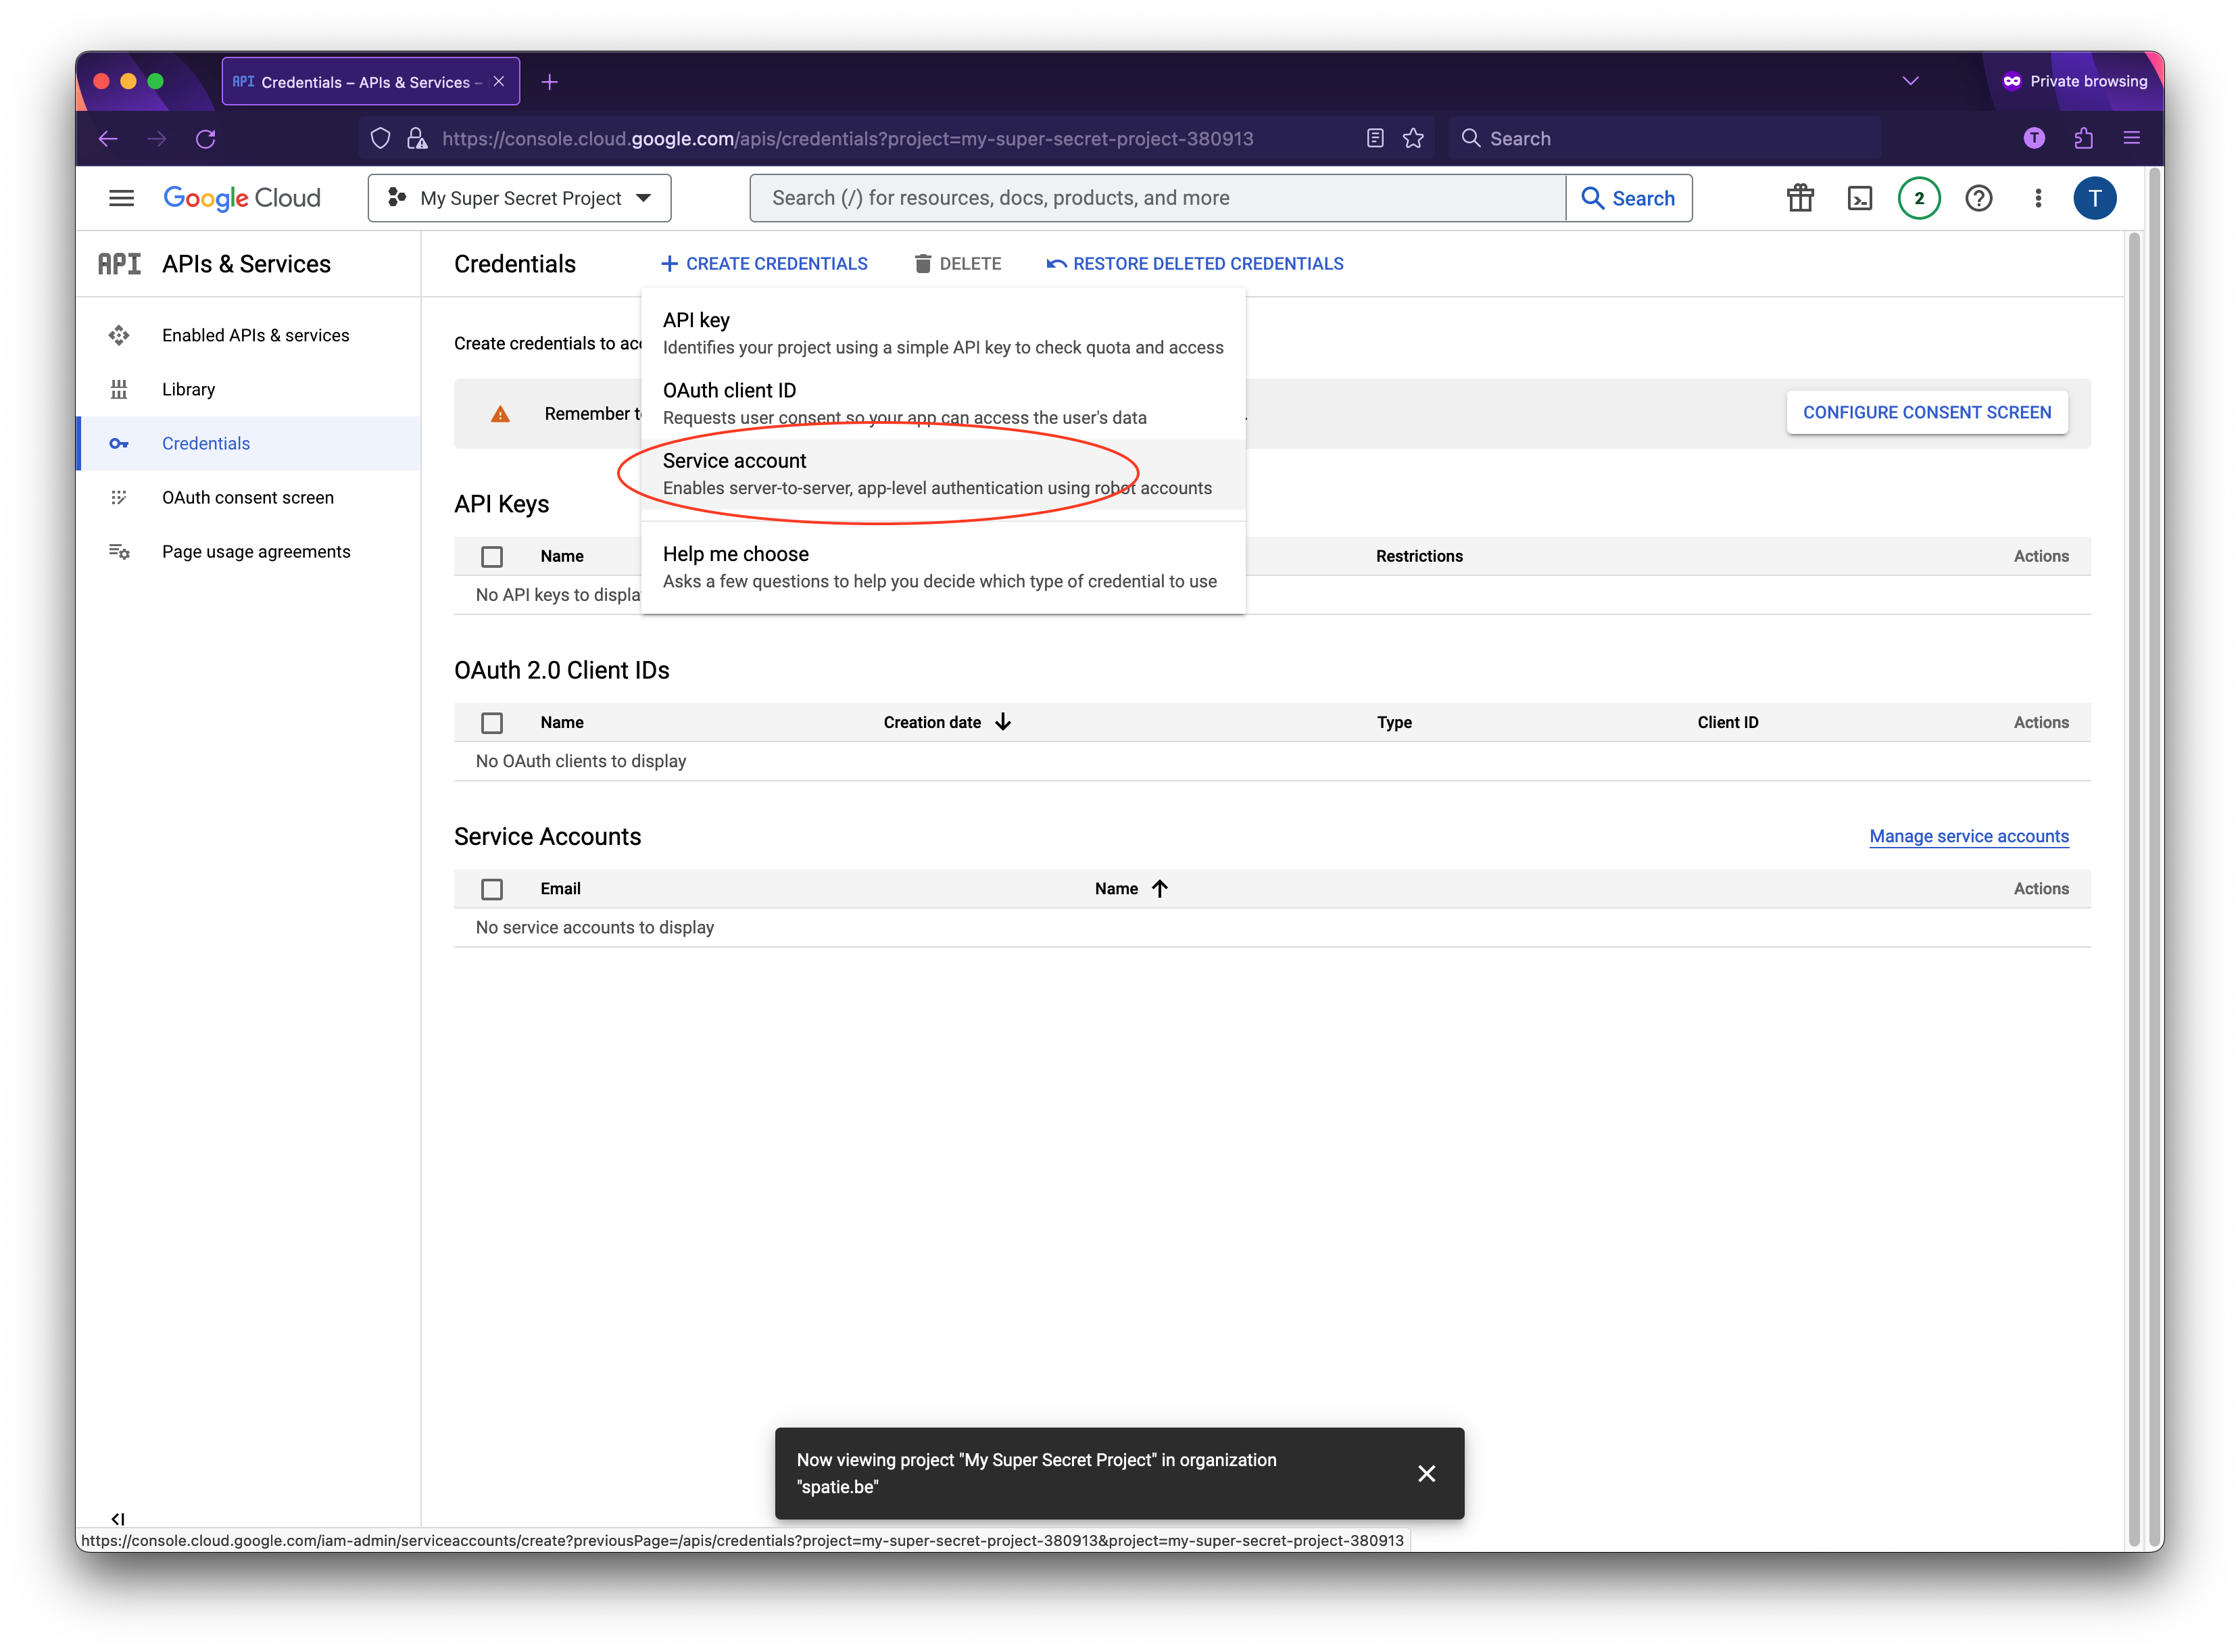 API Credentials – APIs & Services –
Private browsing
https://console.cloud.google.com/apis/credentials?project=my-super-secret-project-380913
Search
T
Google Cloud
My Super Secret Project
Search (/) for resources, docs, products, and more
Search
2
T
API APIs & Services
Credentials
CREATE CREDENTIALS
DELETE
RESTORE DELETED CREDENTIALS
Enabled APIs & services
Library
Credentials
OAuth consent screen
Page usage agreements
Create credentials to
API key
Identifies your project using a simple API key to check quota and access
OAuth client ID
Requests user consent so your app can access the user's data
Service account
Enables server-to-server, app-level authentication using robot accounts
Help me choose
Asks a few questions to help you decide which type of credential to use
Remember
CONFIGURE CONSENT SCREEN
API Keys
Name
Restrictions
Actions
No API keys to displa
OAuth 2.0 Client IDs
Name
Creation date
Type
Client ID
Actions
No OAuth clients to display
Service Accounts
Manage service accounts
Email
Name
Actions
No service accounts to display
Now viewing project "My Super Secret Project" in organization
"spatie.be"
https://console.cloud.google.com/iam-admin/serviceaccounts/create?previousPage=/apis/credentials?project=my-super-secret-project-380913&project=my-super-secret-project-380913